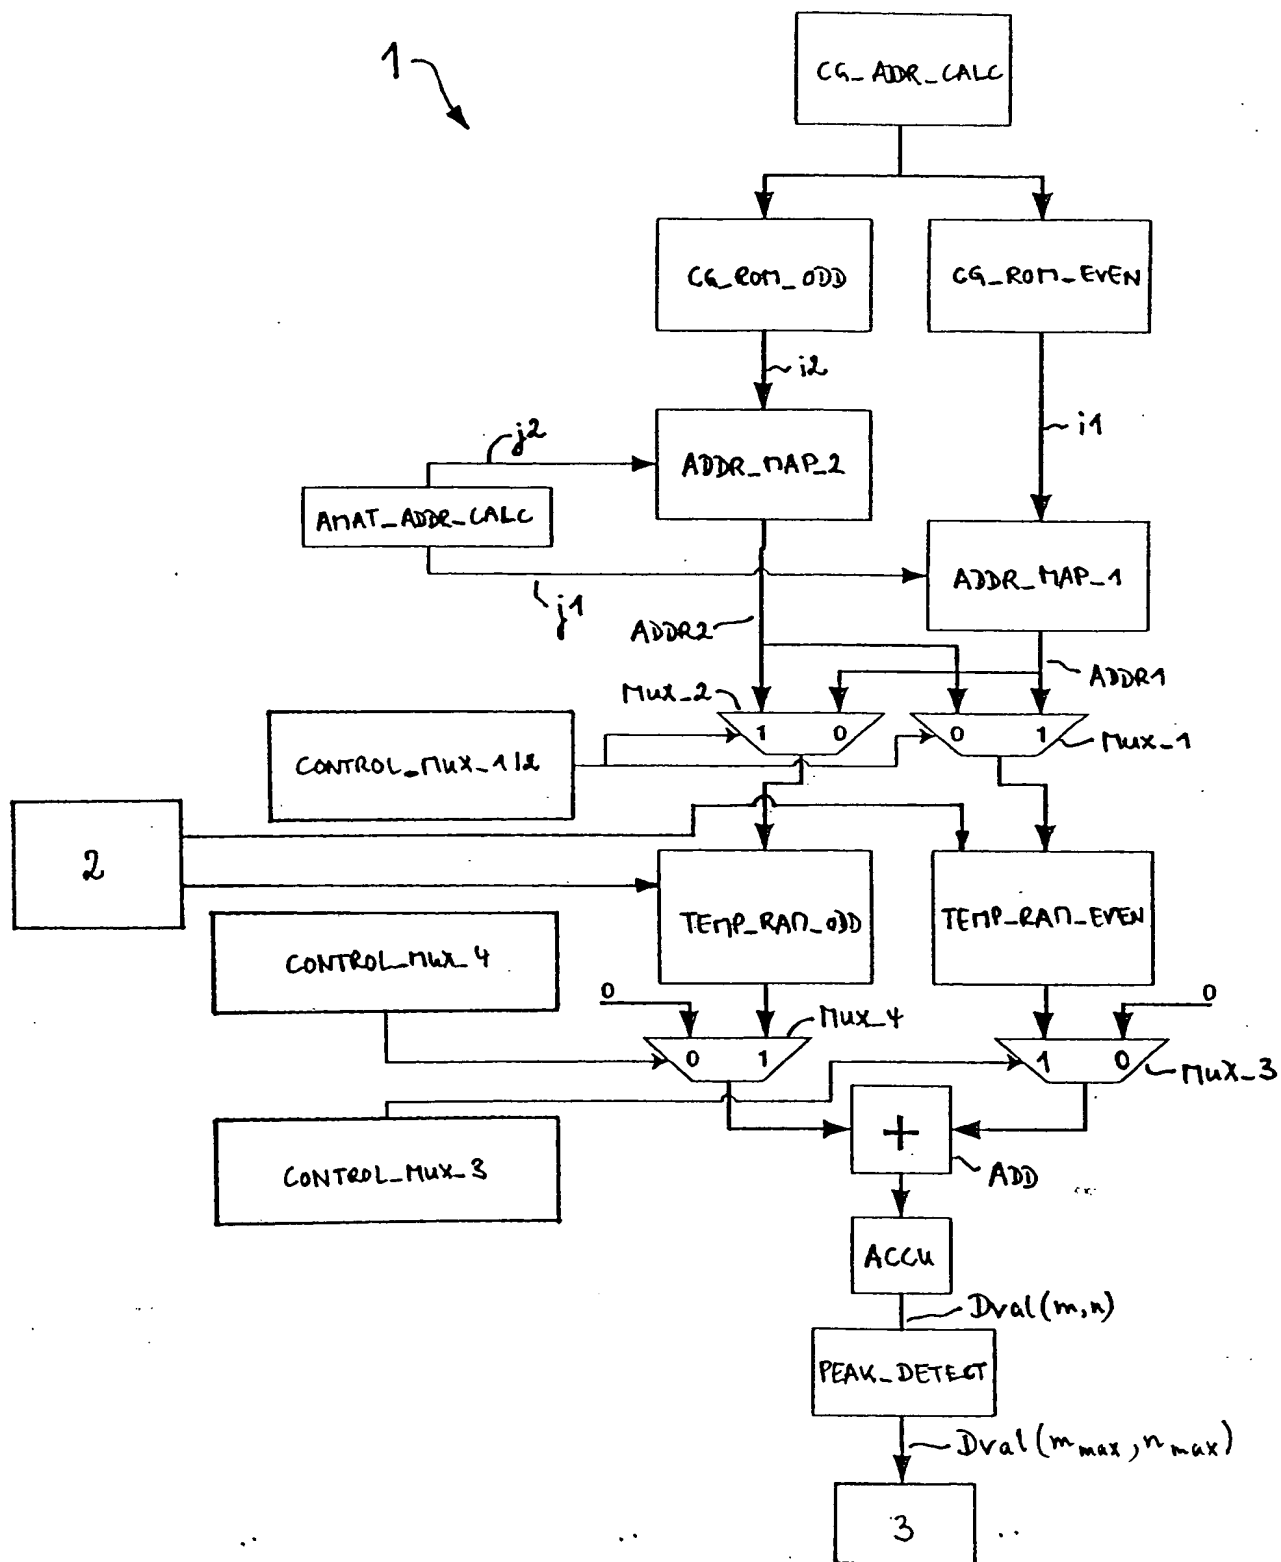 1
CG_ADDR_CALC
CG_ROM_ODD
CG_ROM_EVEN
i2
i1
j2
ADDR_MAP_2
AMAT_ADDR_CALC
ADDR_MAP_1
j1
ADDR2
ADDR1
MUX_2
1 0
0 1
MUX_1
CONTROL_MUX_1/2
2
TEMP_RAM_ODD
TEMP_RAM_EVEN
CONTROL_MUX_4
0
0
MUX_4
0 1
1 0
MUX_3
+
ADD
CONTROL_MUX_3
ACCU
Dval(m,n)
PEAK_DETECT
Dval(m max, n max)
3